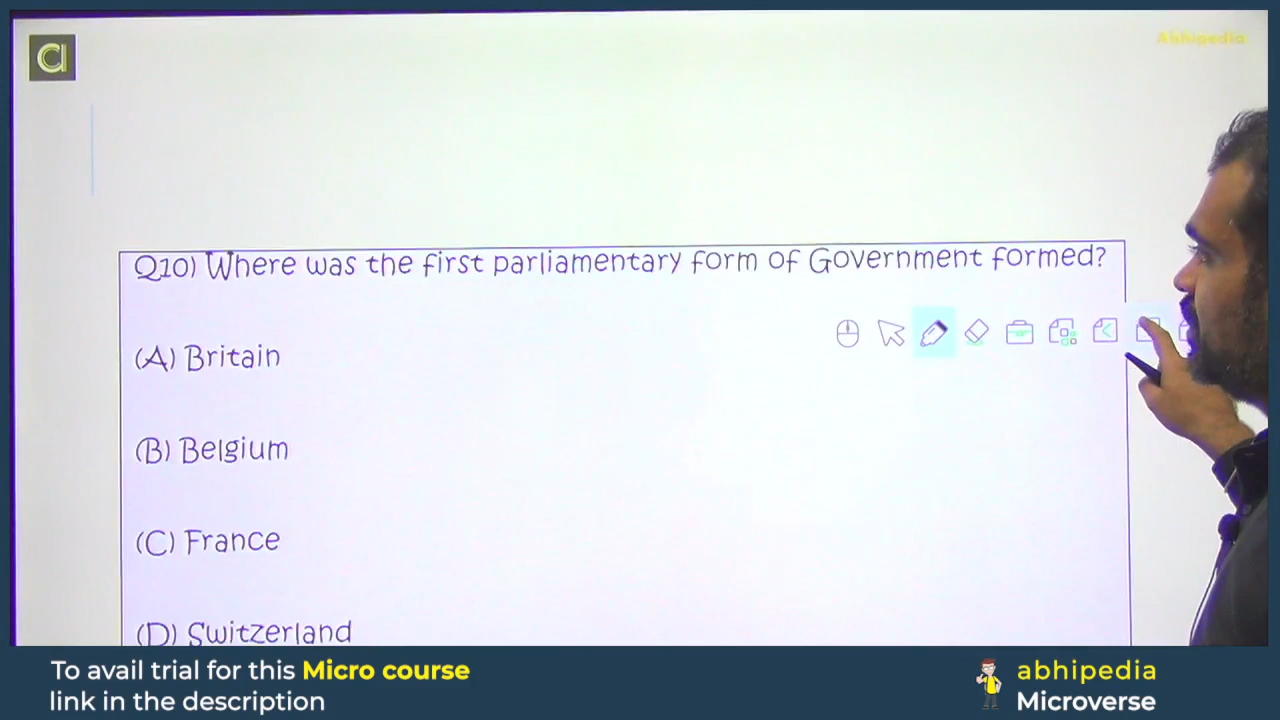 Abhipedia
Q10) Where was the first parliamentary form of Government formed?
(A) Britain
(B) Belgium
(C) France
(D) Switzerland
To avail trial for this Micro course
link in the description
abhipedia
Microverse